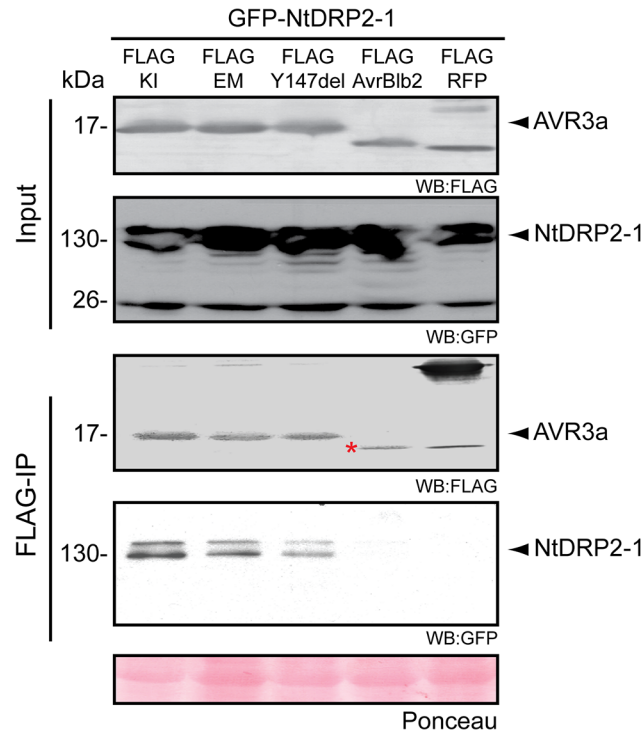 GFP-NtDRP2-1
FLAG FLAG FLAG FLAG FLAG
kDa KI EM Y147del AvrBlb2 RFP
17- AVR3a
WB:FLAG
Input
130- NtDRP2-1
26-
WB:GFP
17- * AVR3a
WB:FLAG
FLAG-IP
130- NtDRP2-1
WB:GFP
Ponceau